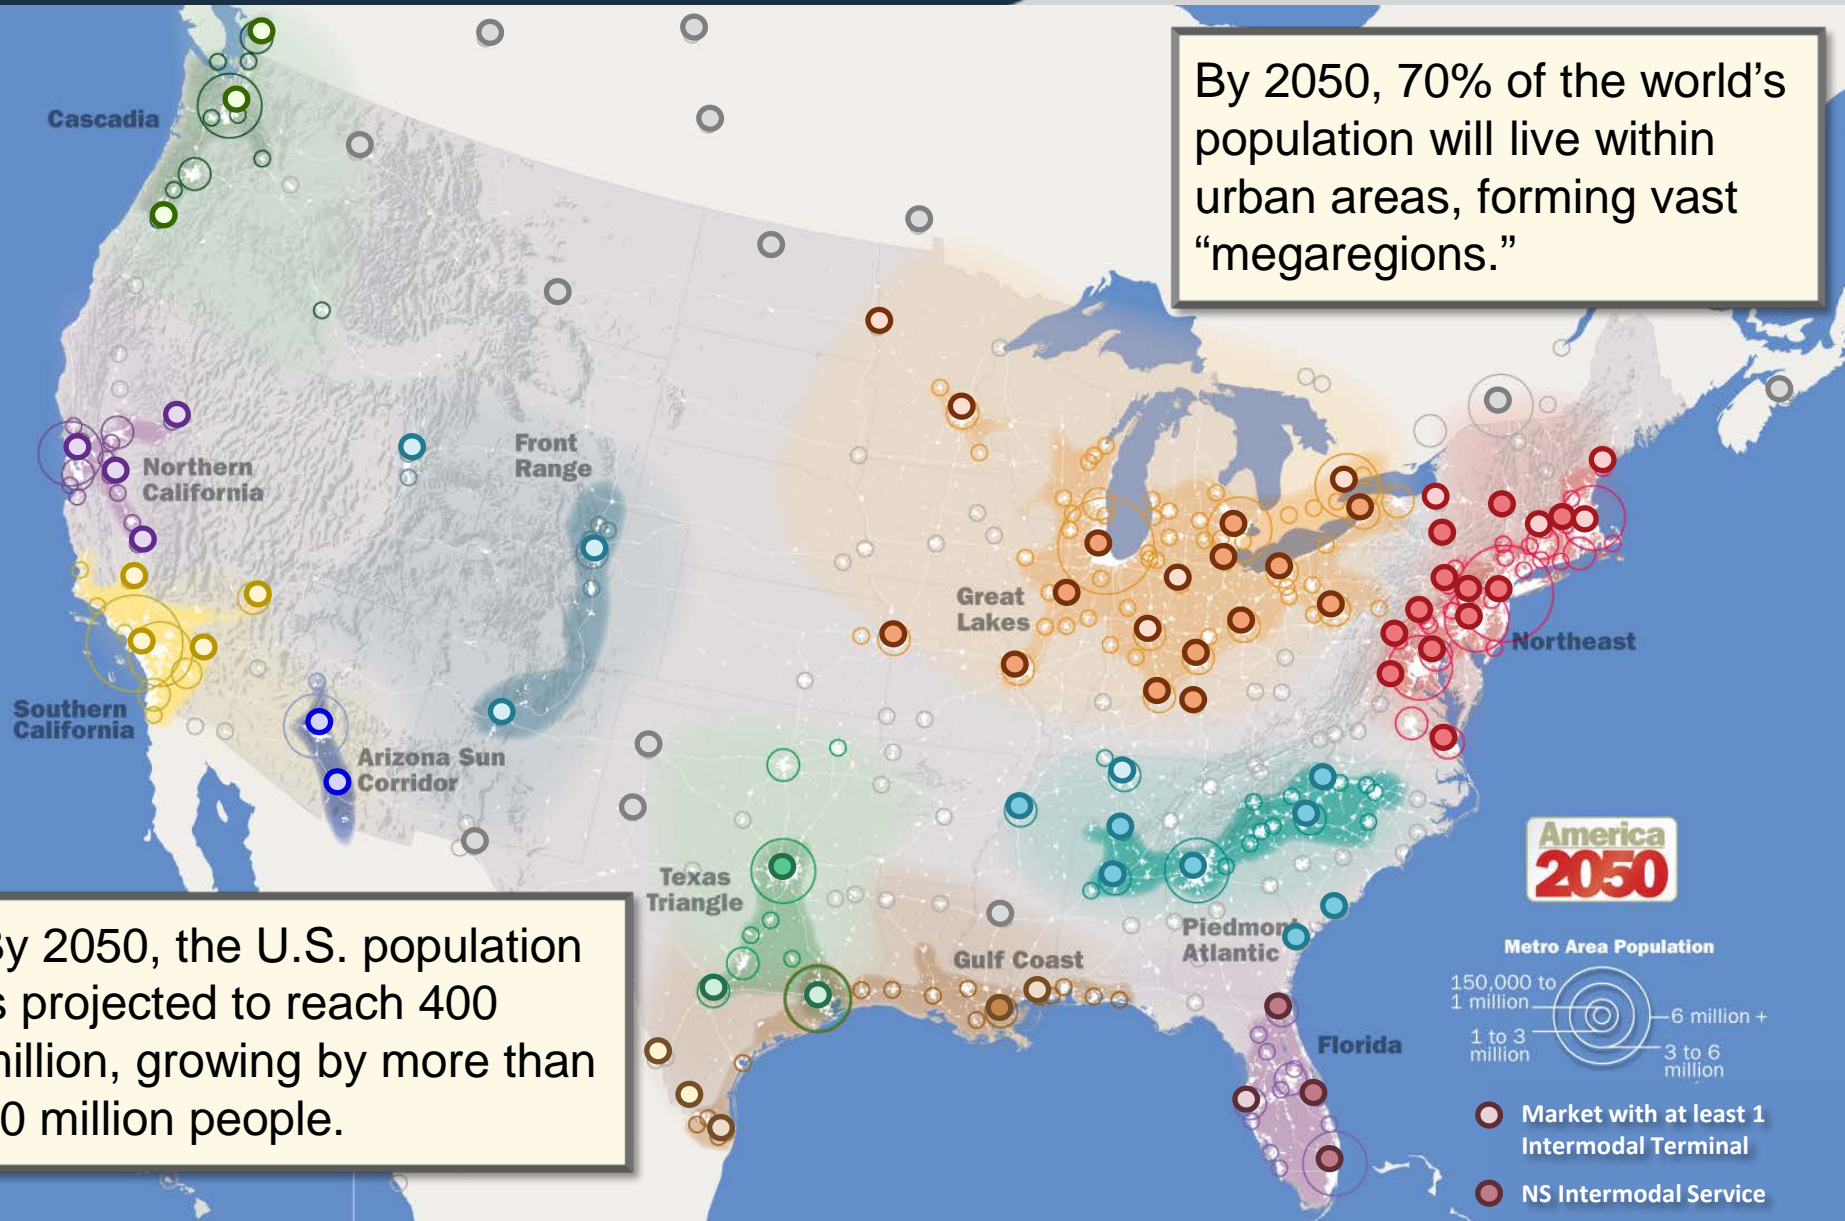 By 2050, 70% of the world’s
population will live within
urban areas, forming vast
“megaregions.”
Cascadia
Front
Range
Northern
California
Great
Lakes
Northeast
Southern
California
Arizona Sun
Corridor
Texas
Triangle
Piedmont
Atlantic
Gulf Coast
Florida
y 2050, the U.S. population
s projected to reach 400
illion, growing by more than
0 million people.
America
2050
Metro Area Population
150,000 to
1 million
6 million +
1 to 3
million
3 to 6
million
Market with at least 1
Intermodal Terminal
NS Intermodal Service